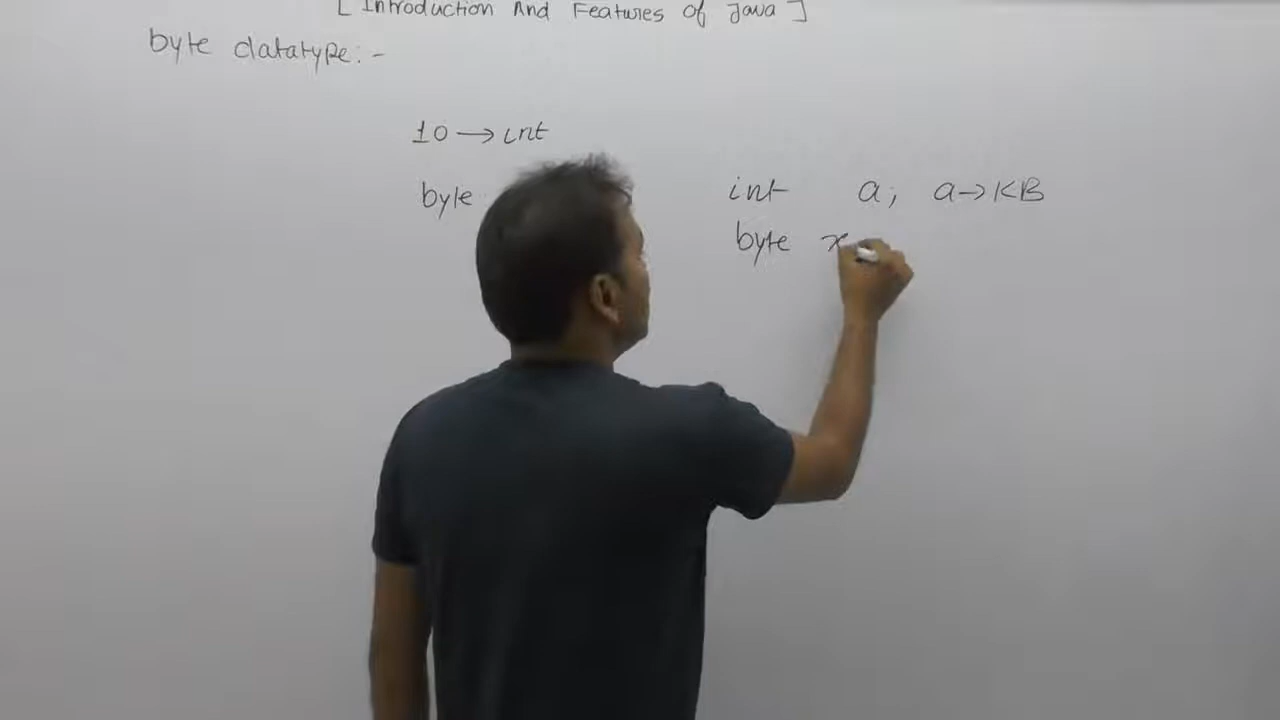 [ Introduction And Features of Java ]
byte datatype:-
10 → int
byte
int a; a→KB
byte x